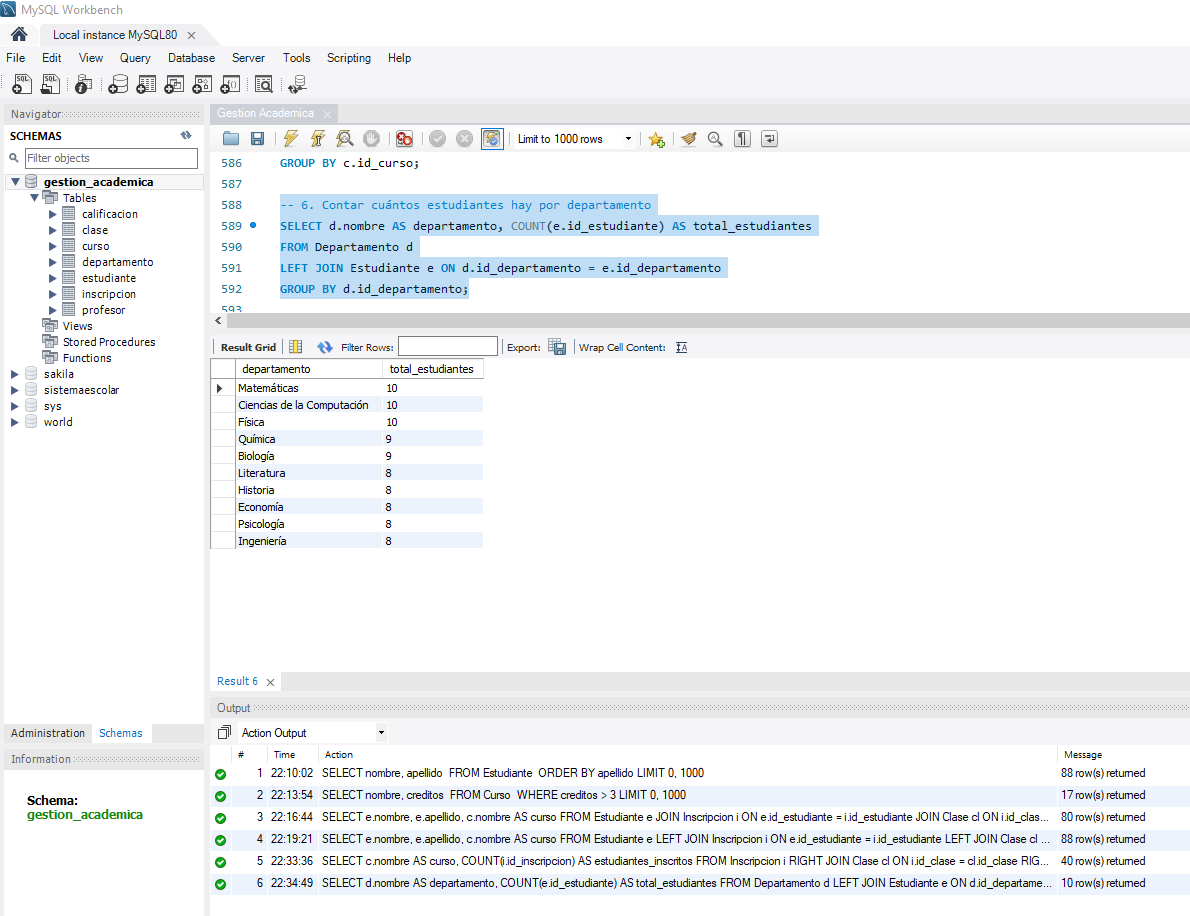 MySQL Workbench
Local instance MySQL80
File Edit View Query Database Server Tools Scripting Help
Navigator
SCHEMAS
Filter objects
gestion_academica
Tables
calificacion
clase
curso
departamento
estudiante
inscripcion
profesor
Views
Stored Procedures
Functions
sakila
sistemaescolar
sys
world
Administration Schemas
Information
Schema:
gestion_academica
Gestion Academica
Limit to 1000 rows
586 GROUP BY c.id_curso;
587
588 -- 6. Contar cuántos estudiantes hay por departamento
589 SELECT d.nombre AS departamento, COUNT(e.id_estudiante) AS total_estudiantes
590 FROM Departamento d
591 LEFT JOIN Estudiante e ON d.id_departamento = e.id_departamento
592 GROUP BY d.id_departamento;
593
Result Grid Filter Rows: Export: Wrap Cell Content:
departamento total_estudiantes
Matemáticas 10
Ciencias de la Computación 10
Física 10
Química 9
Biología 9
Literatura 8
Historia 8
Economía 8
Psicología 8
Ingeniería 8
Result 6
Output
Action Output
# Time Action Message
1 22:10:02 SELECT nombre, apellido FROM Estudiante ORDER BY apellido LIMIT 0, 1000 88 row(s) returned
2 22:13:54 SELECT nombre, creditos FROM Curso WHERE creditos > 3 LIMIT 0, 1000 17 row(s) returned
3 22:16:44 SELECT e.nombre, e.apellido, c.nombre AS curso FROM Estudiante e JOIN Inscripcion i ON e.id_estudiante = i.id_estudiante JOIN Clase cl ON i.id_clas... 80 row(s) returned
4 22:19:21 SELECT e.nombre, e.apellido, c.nombre AS curso FROM Estudiante e LEFT JOIN Inscripcion i ON e.id_estudiante = i.id_estudiante LEFT JOIN Clase cl ... 88 row(s) returned
5 22:33:36 SELECT c.nombre AS curso, COUNT(i.id_inscripcion) AS estudiantes_inscritos FROM Inscripcion i RIGHT JOIN Clase cl ON i.id_clase = cl.id_clase RIG... 40 row(s) returned
6 22:34:49 SELECT d.nombre AS departamento, COUNT(e.id_estudiante) AS total_estudiantes FROM Departamento d LEFT JOIN Estudiante e ON d.id_departame... 10 row(s) returned